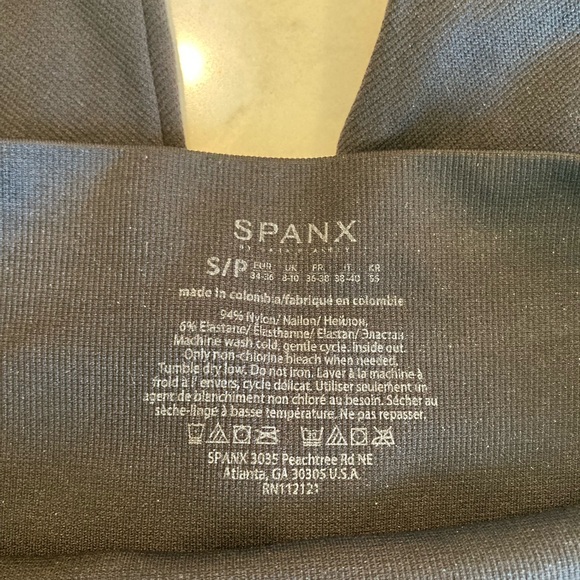 SPANX
S/P EUR 34-36 UK 8-10 FR 36-38 IT 38-40 KR 55
made in colombia/fabriqué en colombie
94% Nylon/ Nailon/ Нейлон,
6% Elastane/ Élasthanne/ Elastan/ Эластан
Machine wash cold, gentle cycle. inside out.
Only non-chlorine bleach when needed.
Tumble dry low. Do not iron. Laver à la machine à
froid à l' envers, cycle délicat. Utiliser seulement un
agent de blanchiment non chloré au besoin. Sécher au
sèche-linge à basse température. Ne pas repasser.
SPANX 3035 Peachtree Rd NE
Atlanta, GA 30305 U.S.A.
RN112121